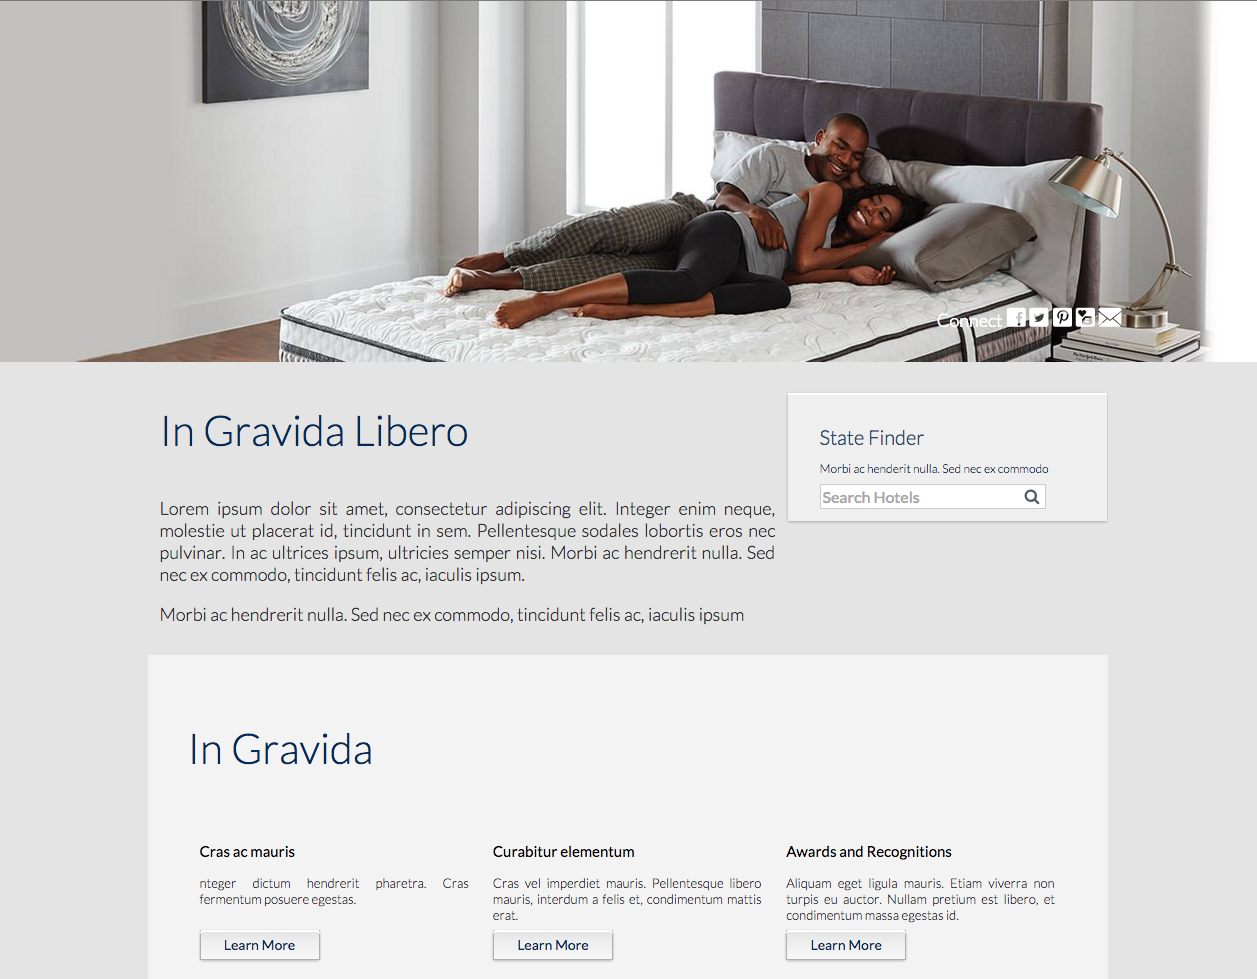 Connect
In Gravida Libero
State Finder
Morbi ac henderit nulla. Sed nec ex commodo
Search Hotels
Lorem ipsum dolor sit amet, consectetur adipiscing elit. Integer enim neque,
molestie ut placerat id, tincidunt in sem. Pellentesque sodales lobortis eros nec
pulvinar. In ac ultrices ipsum, ultricies semper nisi. Morbi ac hendrerit nulla. Sed
nec ex commodo, tincidunt felis ac, iaculis ipsum.
Morbi ac hendrerit nulla. Sed nec ex commodo, tincidunt felis ac, iaculis ipsum
In Gravida
Cras ac mauris
nteger dictum hendrerit pharetra. Cras
fermentum posuere egestas.
Learn More
Curabitur elementum
Cras vel imperdiet mauris. Pellentesque libero
mauris, interdum a felis et, condimentum mattis
erat.
Learn More
Awards and Recognitions
Aliquam eget ligula mauris. Etiam viverra non
turpis eu auctor. Nullam pretium est libero, et
condimentum massa egestas id.
Learn More